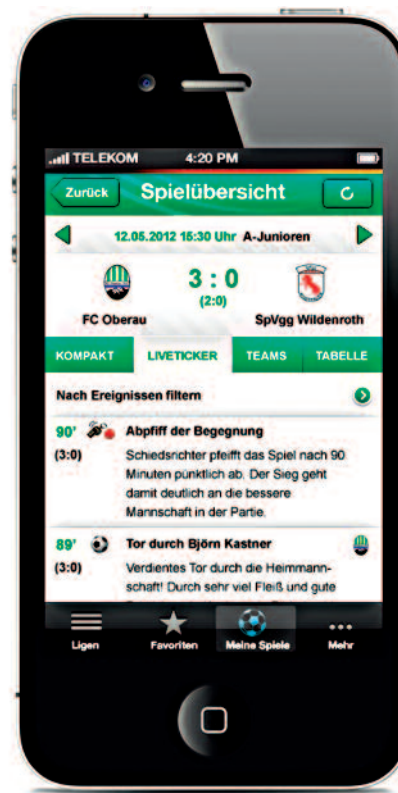 TELEKOM 4:20 PM
Zurück Spielübersicht
12.05.2012 15:30 Uhr A-Junioren
3 : 0
(2:0)
FC Oberau SpVgg Wildenroth
KOMPAKT LIVETICKER TEAMS TABELLE
Nach Ereignissen filtern
90' Abpfiff der Begegnung
(3:0) Schiedsrichter pfeifft das Spiel nach 90
Minuten pünktlich ab. Der Sieg geht
damit deutlich an die bessere
Mannschaft in der Partie.
89' Tor durch Björn Kastner
(3:0) Verdientes Tor durch die Heimmann-
schaft! Durch sehr viel Fleiß und gute
Ligen Favoriten Meine Spiele Mehr